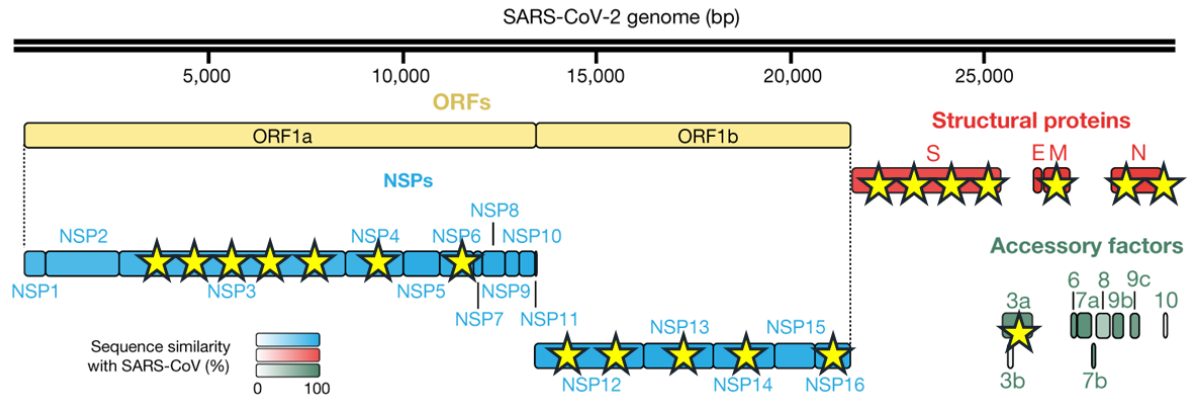 SARS-CoV-2 genome (bp)
5,000 10,000 15,000 20,000 25,000
ORFs
ORF1a ORF1b
Structural proteins
S E M N
NSPs
NSP8
NSP2 NSP4 NSP6 NSP10
NSP1 NSP3 NSP5 NSP9
NSP7 NSP11
Accessory factors
6 8 9c
3a 7a 9b 10
3b 7b
NSP13 NSP15
NSP12 NSP14 NSP16
Sequence similarity
with SARS-CoV (%)
0 100